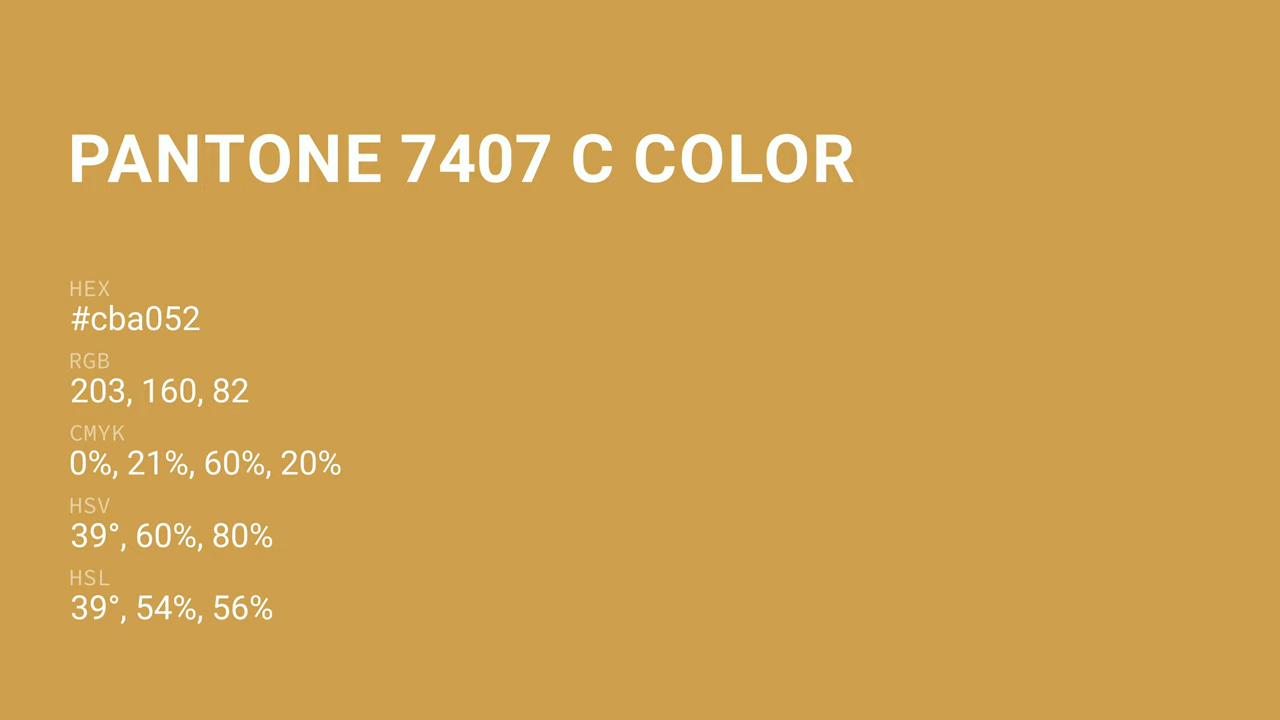 PANTONE 7407 C COLOR
HEX
#cba052
RGB
203, 160, 82
CMYK
0%, 21%, 60%, 20%
HSV
39°, 60%, 80%
HSL
39°, 54%, 56%